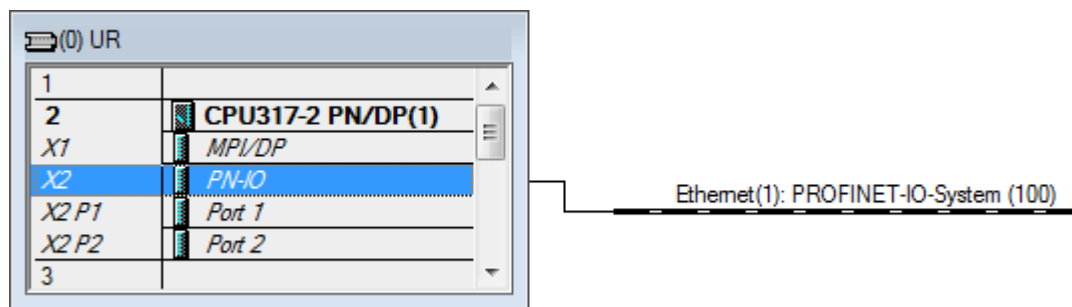 (0) UR
1
2 CPU317-2 PN/DP(1)
X1 MPI/DP
X2 PN-IO
X2 P1 Port 1
X2 P2 Port 2
3
Ethernet(1): PROFINET-IO-System (100)